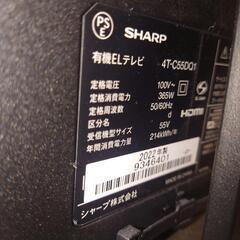 PS
E
SHARP
有機ELテレビ 4T-C55DQ1
定格電圧 100V~
定格消費電力 365W
定格周波数 50/60Hz
区分名 d
受信機型サイズ 55V
年間消費電力量 214kWh/年
HDMI
2022年製
9346401
シャープ株式会社